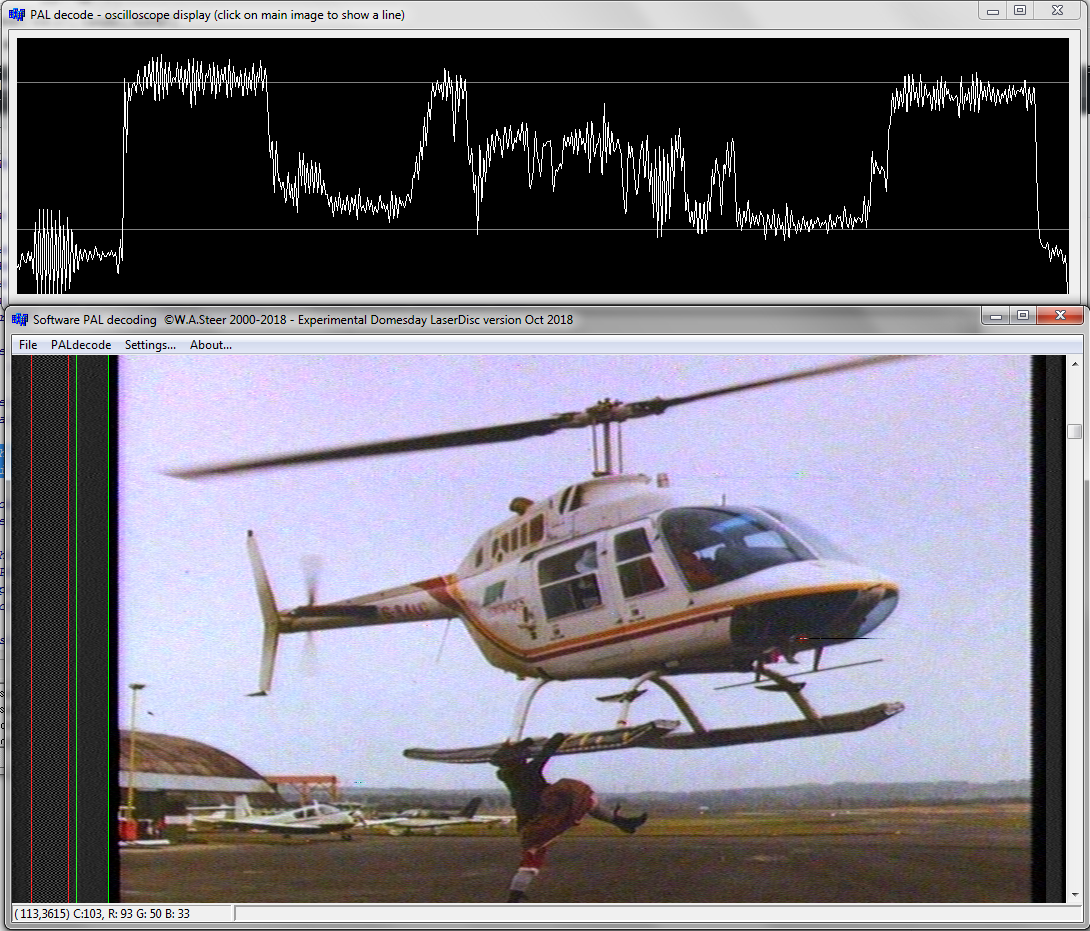 PAL decode - oscilloscope display (click on main image to show a line)
Software PAL decoding ©W.A.Steer 2000-2018 - Experimental Domesday LaserDisc version Oct 2018
File PALdecode Settings... About...
(113,3615) C:103, R: 93 G: 50 B: 33